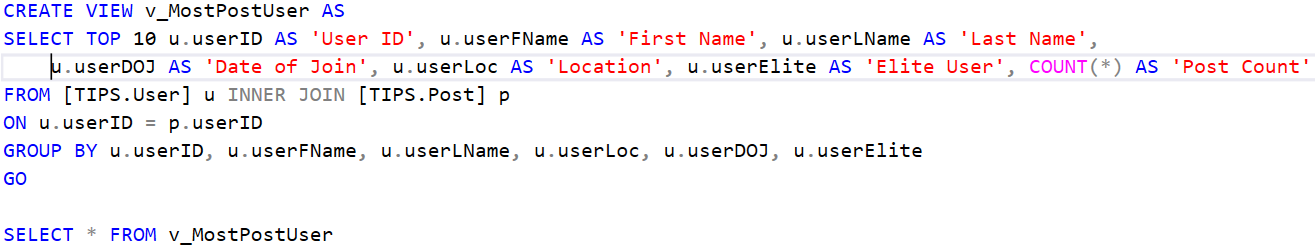 CREATE VIEW v_MostPostUser AS
SELECT TOP 10 u.userID AS 'User ID', u.userFName AS 'First Name', u.userLName AS 'Last Name',
    u.userDOJ AS 'Date of Join', u.userLoc AS 'Location', u.userElite AS 'Elite User', COUNT(*) AS 'Post Count'
FROM [TIPS.User] u INNER JOIN [TIPS.Post] p
ON u.userID = p.userID
GROUP BY u.userID, u.userFName, u.userLName, u.userLoc, u.userDOJ, u.userElite
GO

SELECT * FROM v_MostPostUser